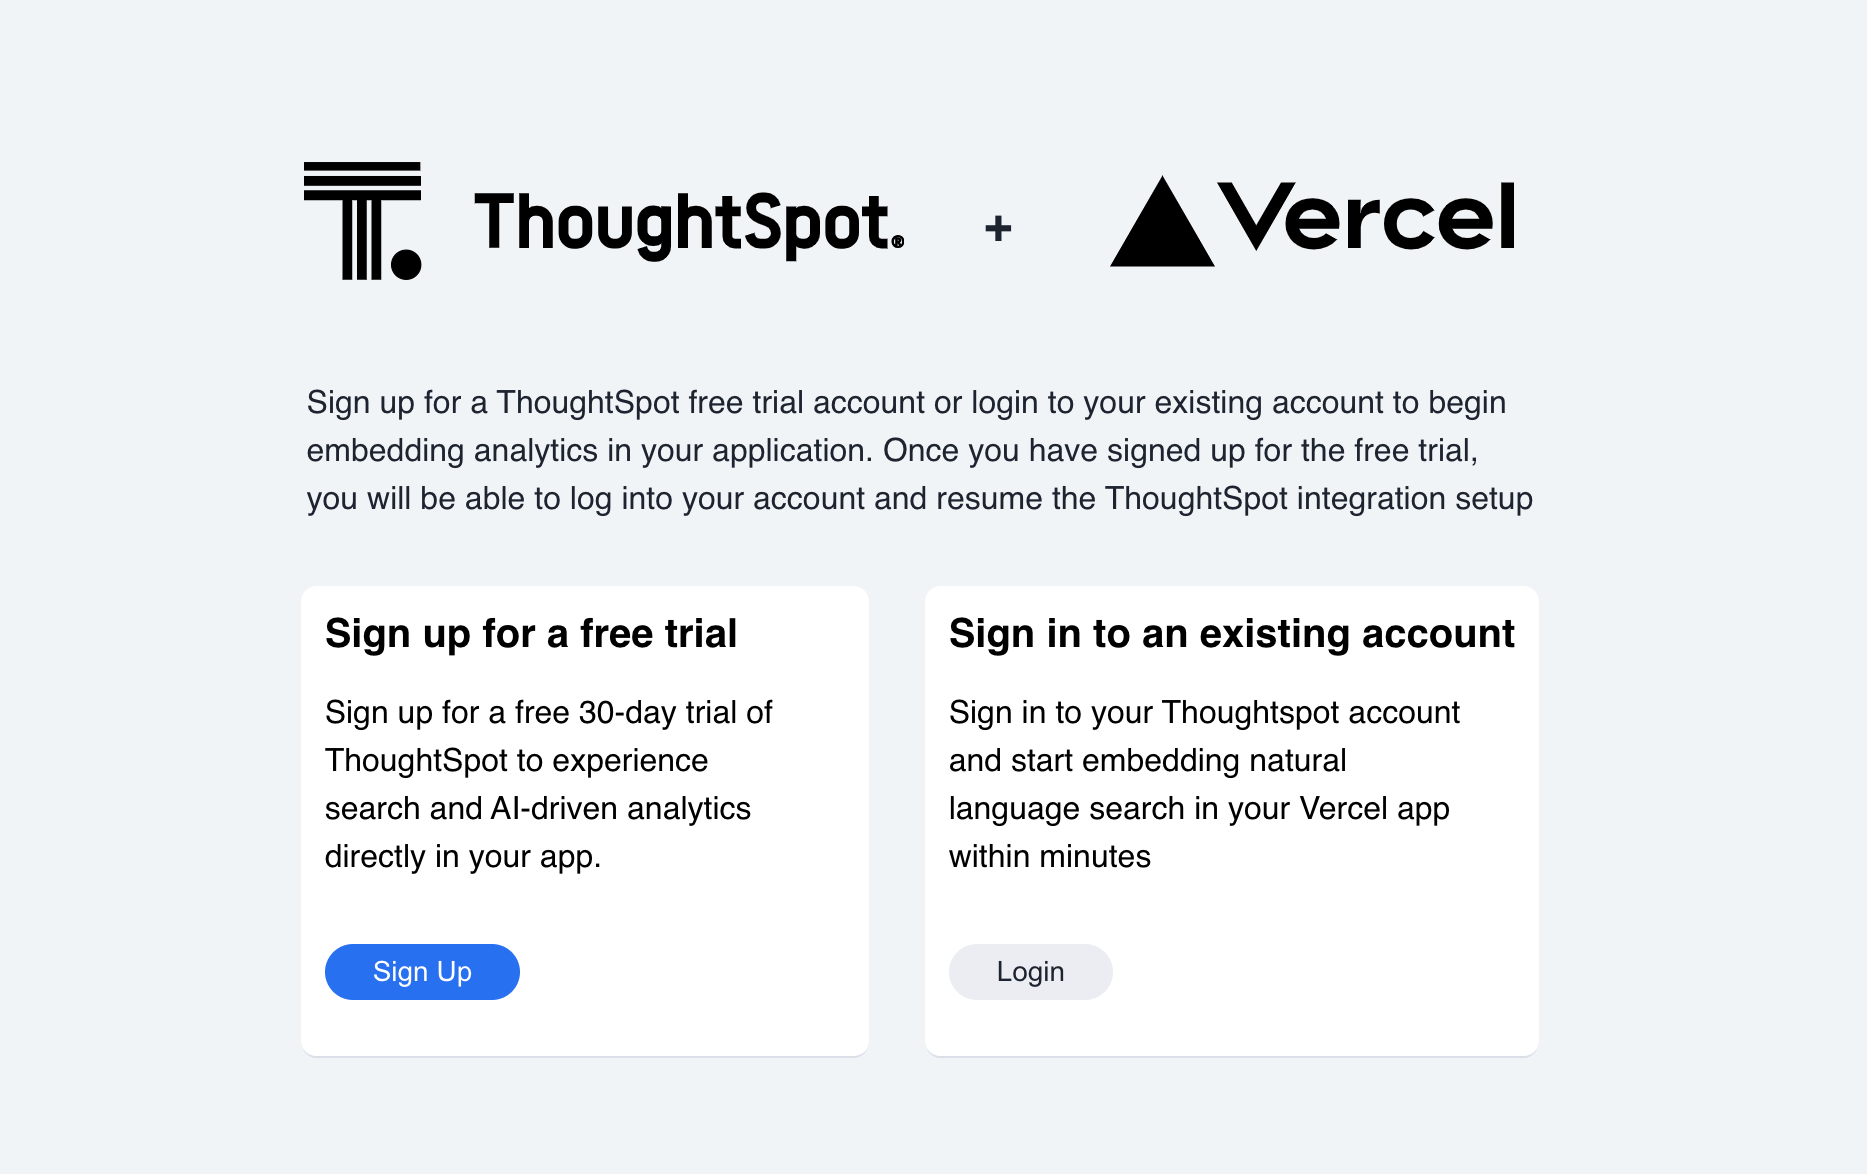 T. ThoughtSpot.® + Vercel
Sign up for a ThoughtSpot free trial account or login to your existing account to begin
embedding analytics in your application. Once you have signed up for the free trial,
you will be able to log into your account and resume the ThoughtSpot integration setup
Sign up for a free trial
Sign up for a free 30-day trial of
ThoughtSpot to experience
search and AI-driven analytics
directly in your app.
Sign Up
Sign in to an existing account
Sign in to your Thoughtspot account
and start embedding natural
language search in your Vercel app
within minutes
Login